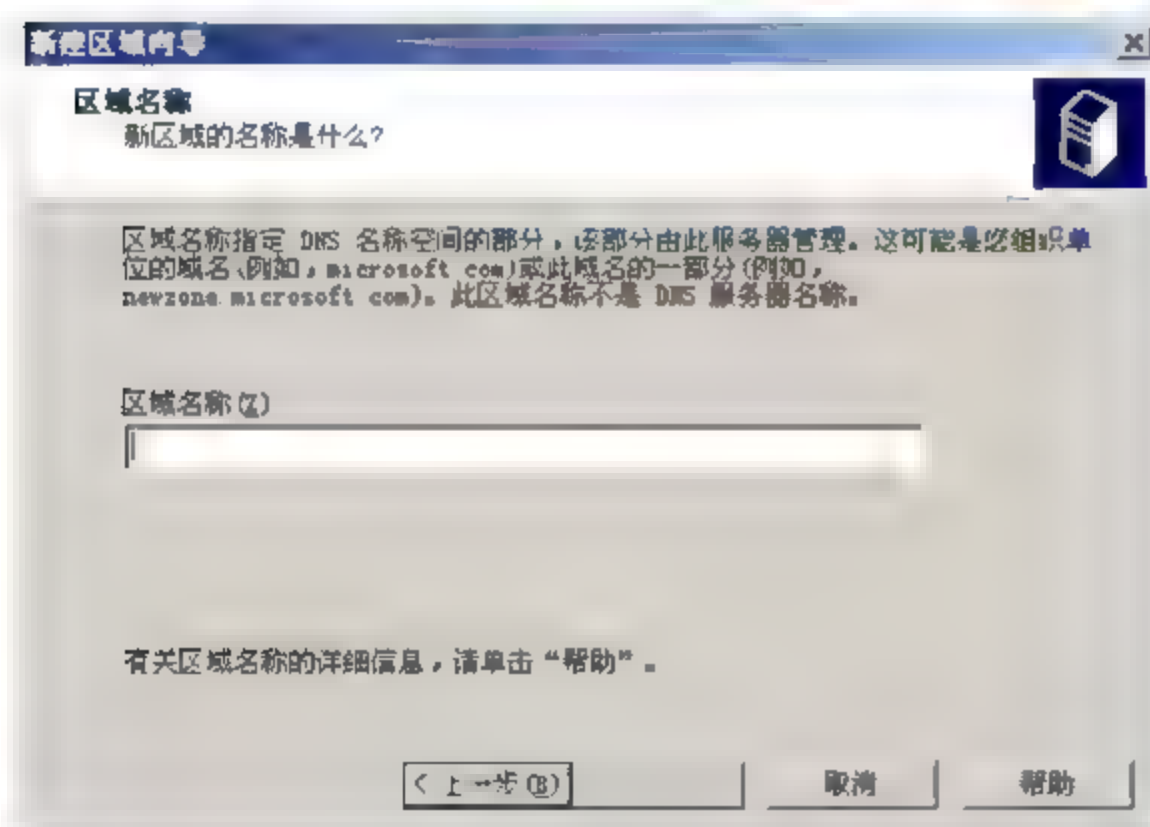 新建区域向导
区域名称
新区域的名称是什么?
区域名称指定 DNS 名称空间的部分，该部分由此服务器管理。这可能是您组织单
位的域名(例如，microsoft com)或此域名的一部分(例如，
newzone microsoft com)。此区域名称不是 DNS 服务器名称。
区域名称(Z)
有关区域名称的详细信息，请单击“帮助”。
< 上一步(B) 取消 帮助